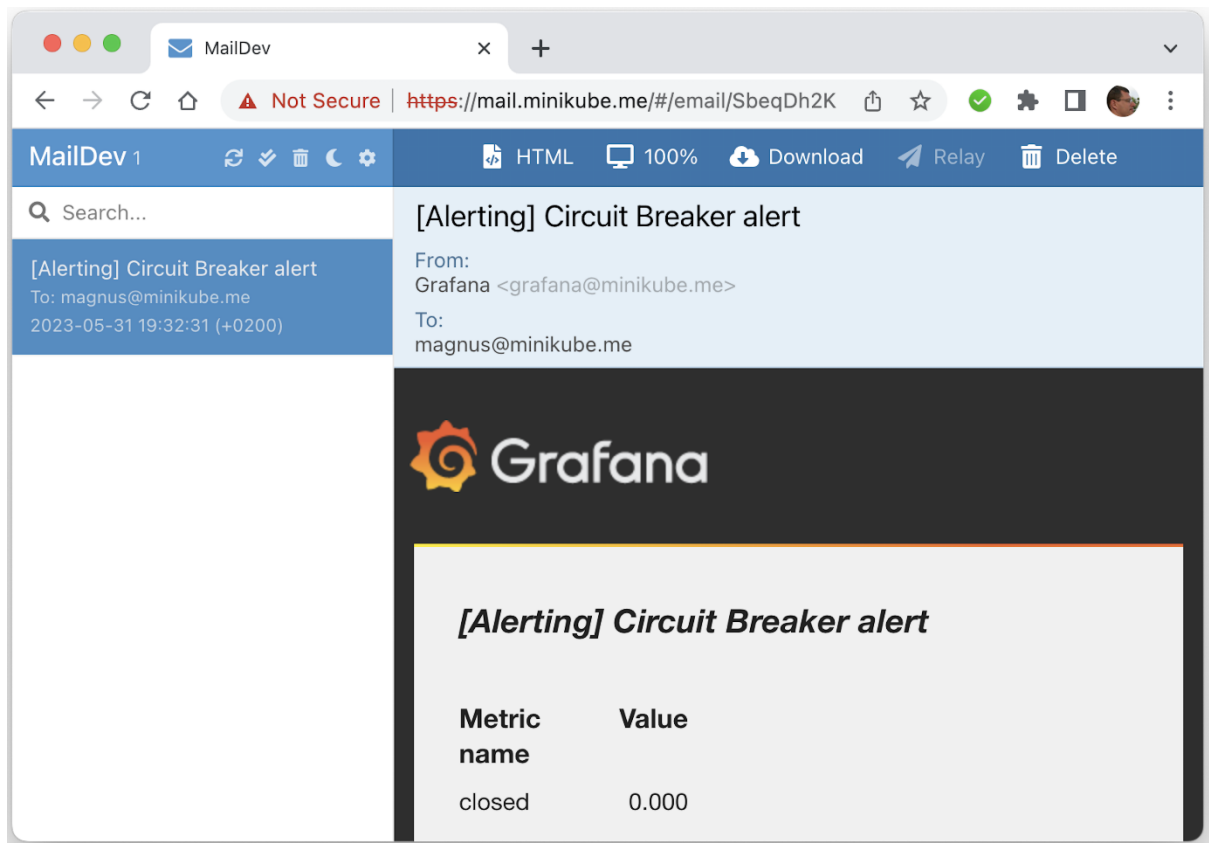 MailDev
Not Secure https://mail.minikube.me/#/email/SbeqDh2K
MailDev 1
HTML 100% Download Relay Delete
Search...
[Alerting] Circuit Breaker alert
To: magnus@minikube.me
2023-05-31 19:32:31 (+0200)
[Alerting] Circuit Breaker alert
From:
Grafana <grafana@minikube.me>
To:
magnus@minikube.me
Grafana
[Alerting] Circuit Breaker alert
Metric name Value
closed 0.000